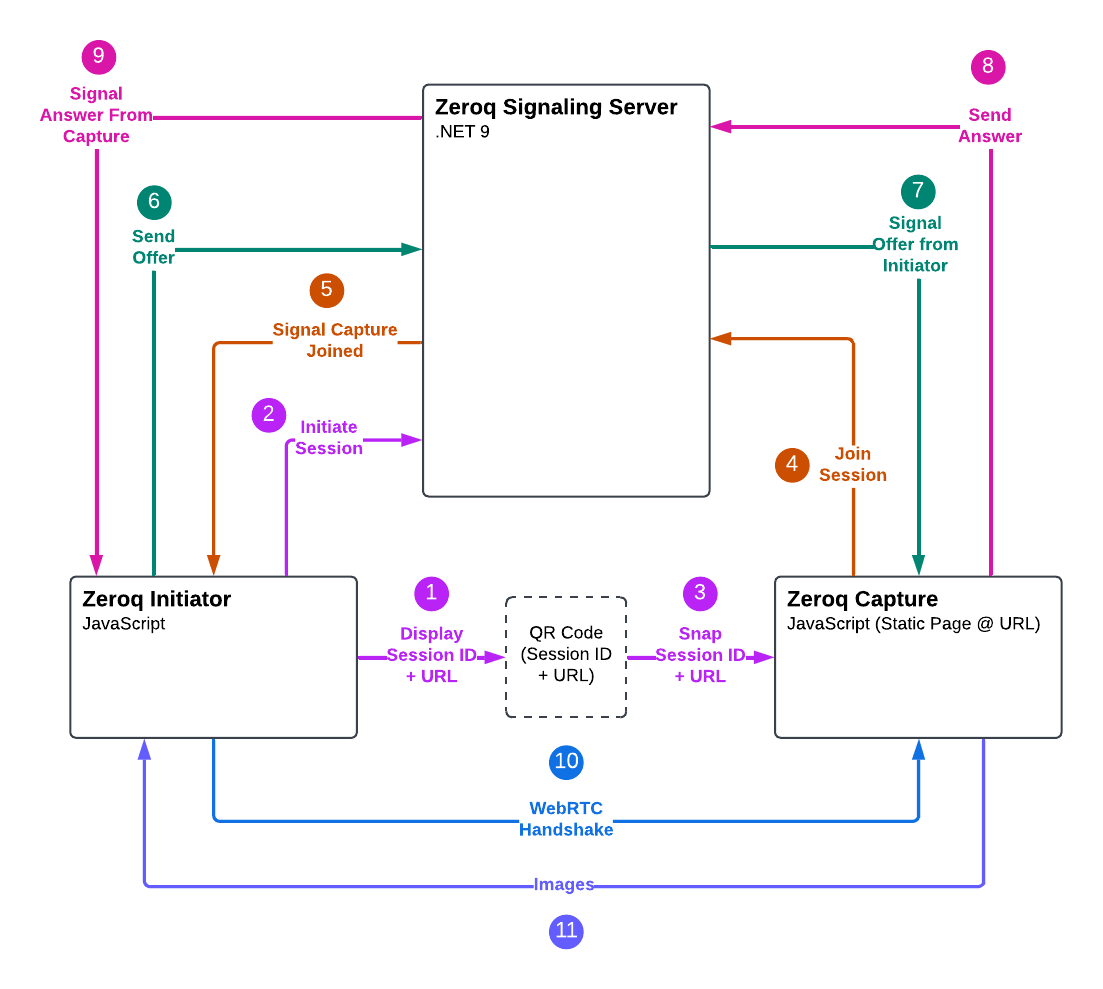 9
Signal
Answer From
Capture
8
Send
Answer
Zeroq Signaling Server
.NET 9
6
Send
Offer
7
Signal
Offer from
Initiator
5
Signal Capture
Joined
2
Initiate
Session
4
Join
Session
Zeroq Initiator
JavaScript
1
Display
Session ID
+ URL
QR Code
(Session ID
+ URL)
3
Snap
Session ID
+ URL
Zeroq Capture
JavaScript (Static Page @ URL)
10
WebRTC
Handshake
Images
11